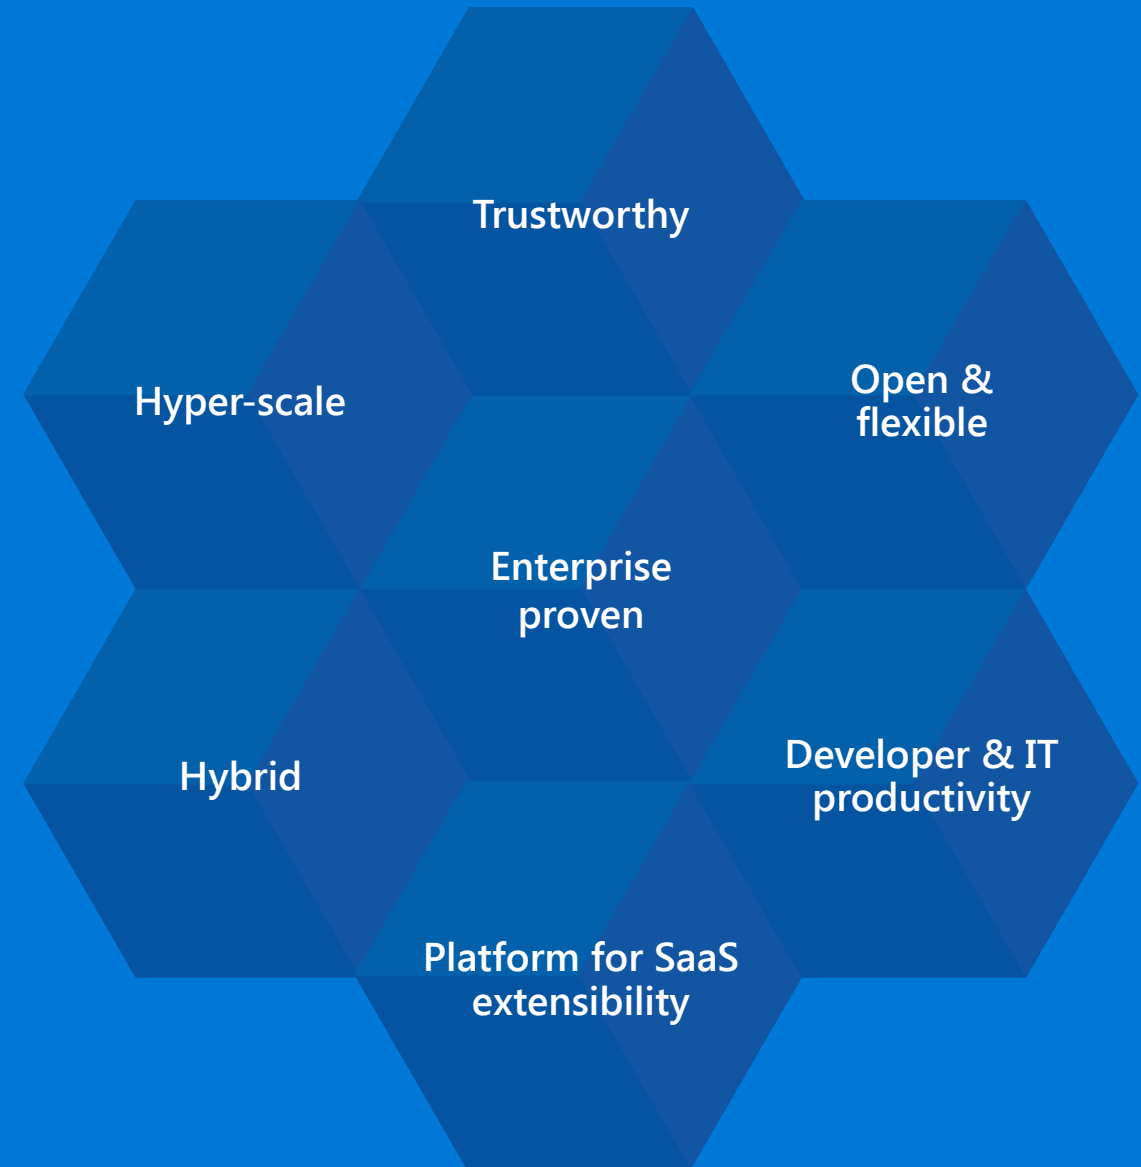 Trustworthy
Hyper-scale
Open &
flexible
Enterprise
proven
Hybrid
Developer & IT
productivity
Platform for SaaS
extensibility